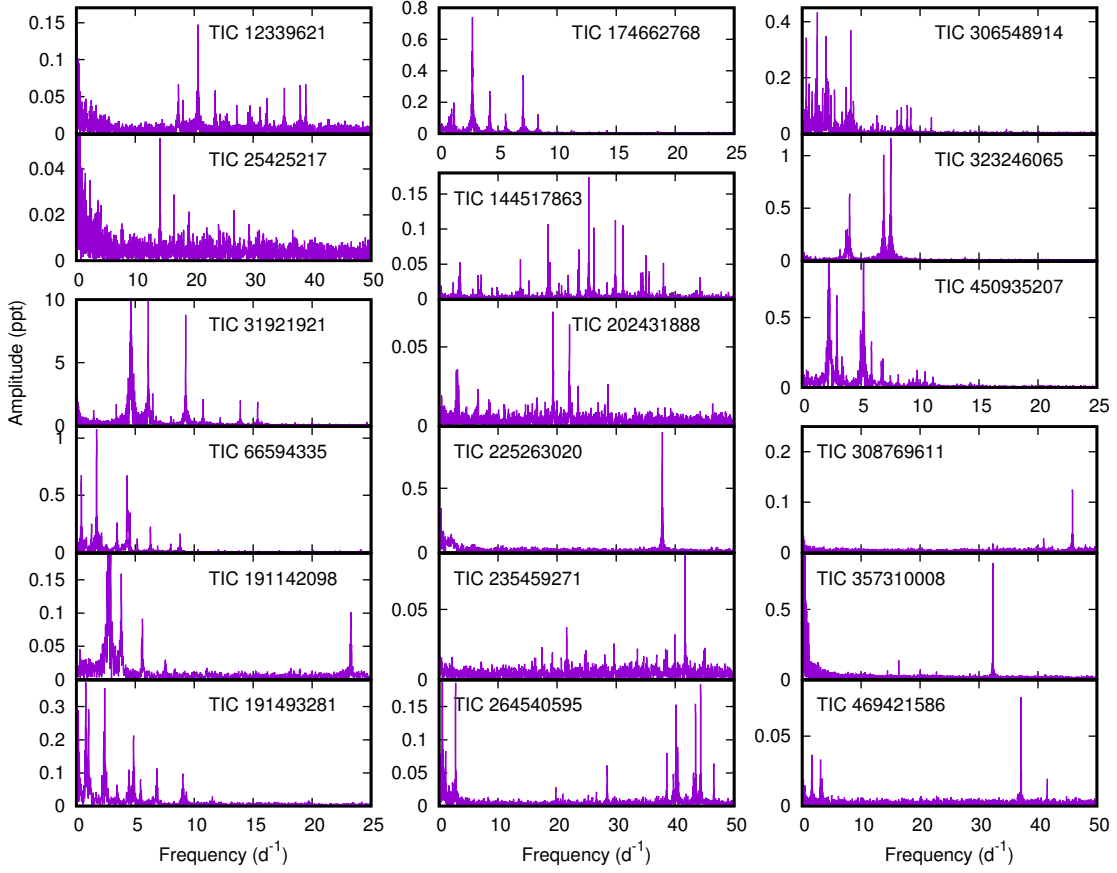 0.15
0.1
0.05
0
TIC 12339621
0.04
0.02
0
TIC 25425217
0 10 20 30 40 50
10
5
0
TIC 31921921
1
0.5
0
TIC 66594335
0.15
0.1
0.05
0
TIC 191142098
0.3
0.2
0.1
0
TIC 191493281
0 5 10 15 20 25
Frequency (d-1)
Amplitude (ppt)
0.8
0.6
0.4
0.2
0
TIC 174662768
0 5 10 15 20 25
0.15
0.1
0.05
0
TIC 144517863
0.05
0
TIC 202431888
0.5
0
TIC 225263020
0.05
0
TIC 235459271
0.15
0.1
0.05
0
TIC 264540595
0 10 20 30 40 50
Frequency (d-1)
0.4
0.2
0
TIC 306548914
1
0.5
0
TIC 323246065
0.5
0
TIC 450935207
0 5 10 15 20 25
0.2
0.1
0
TIC 308769611
0.5
0
TIC 357310008
0.05
0
TIC 469421586
0 10 20 30 40 50
Frequency (d-1)